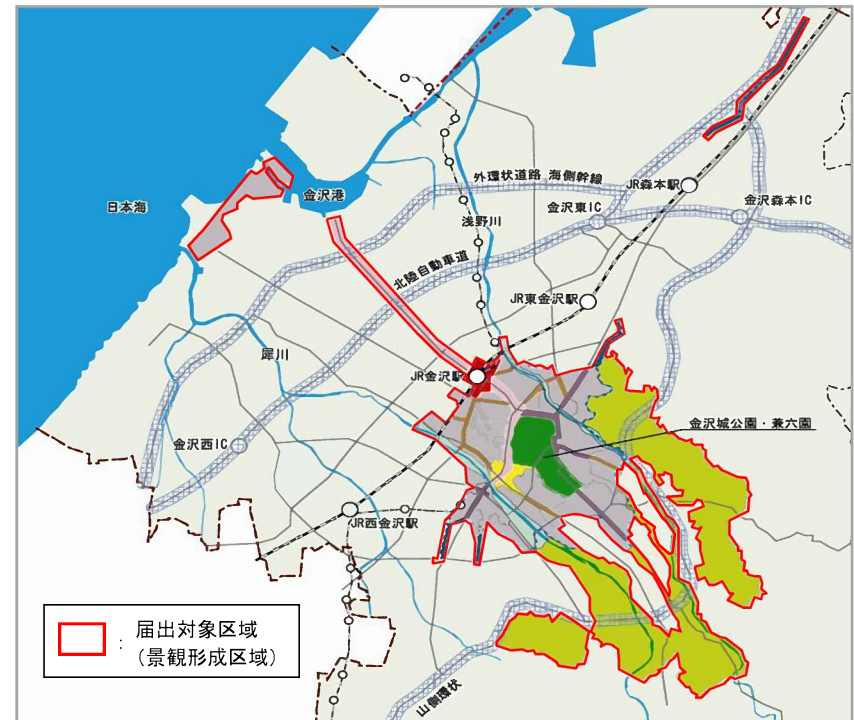 外環状道路 海側幹線
JR森本駅
金沢森本IC
金沢東IC
日本海
金沢港
浅野川
北陸自動車道
JR東金沢駅
犀川
JR金沢駅
金沢城公園・兼六園
金沢西IC
JR西金沢駅
：届出対象区域
（景観形成区域）
山側環状